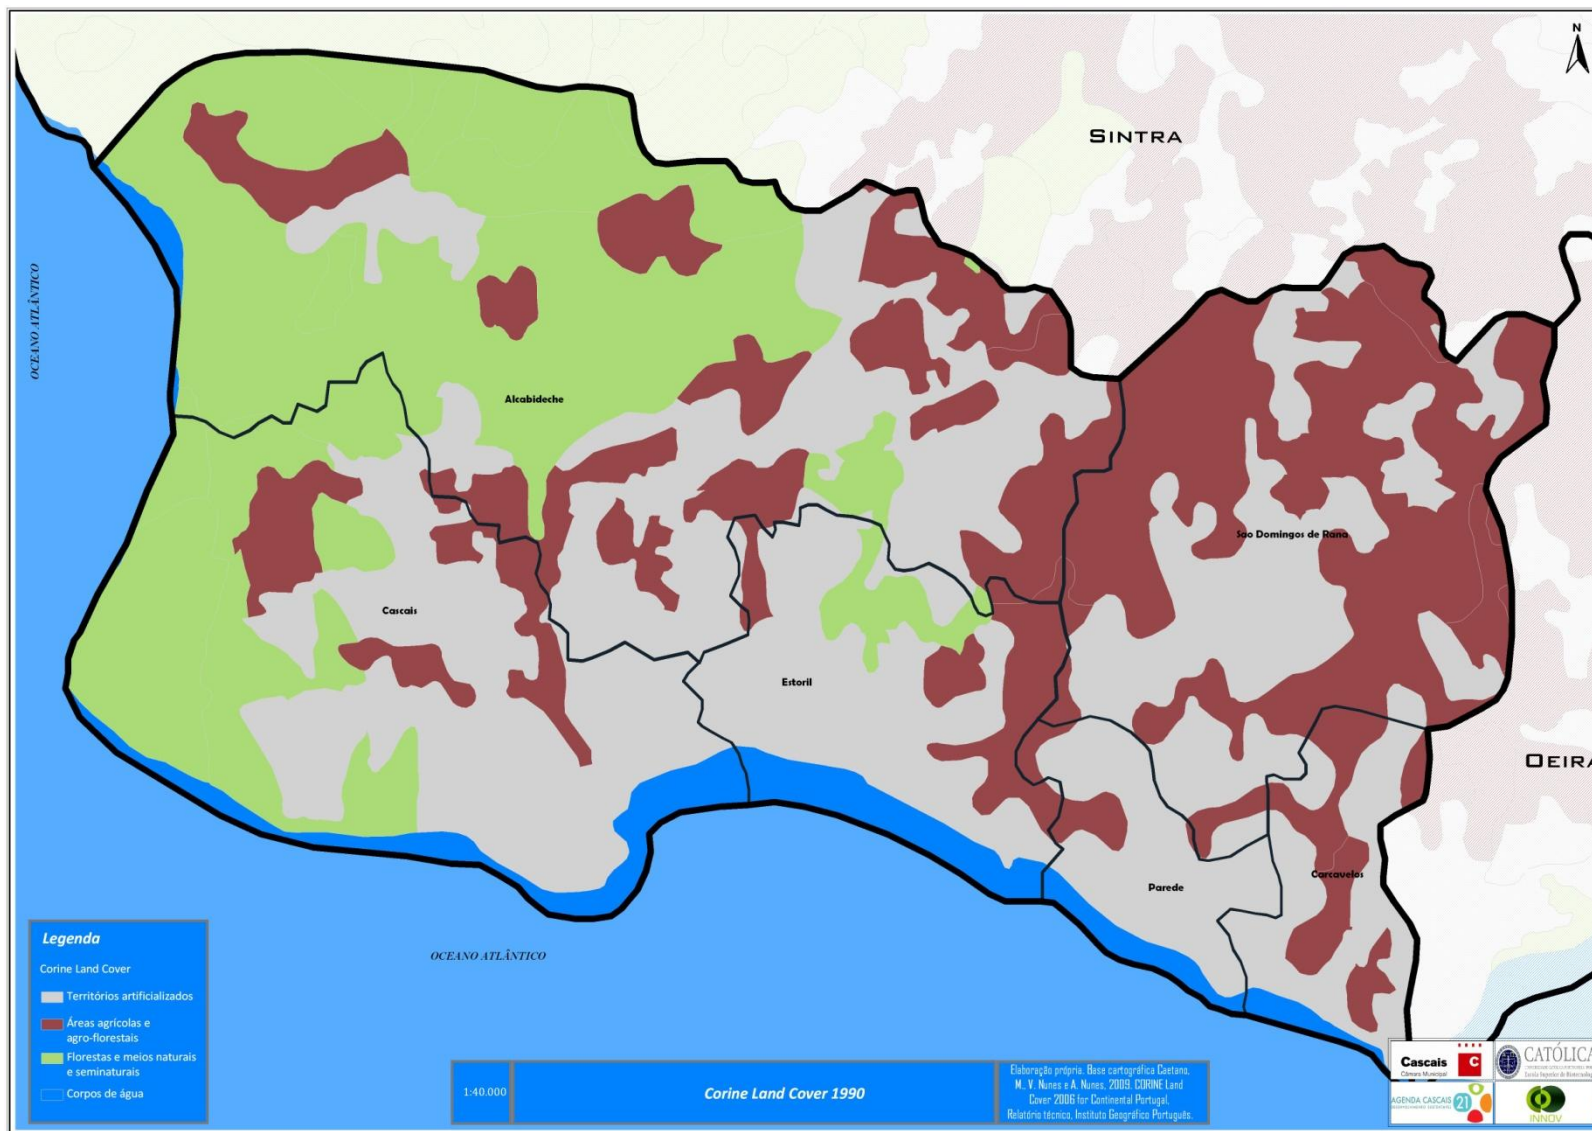 N
SINTRA
OCEANO ATLÂNTICO
Alcabideche
Sao Domingos de Rana
Cascais
Estoril
OEIRA
Parede
Carcavelos
OCEANO ATLÂNTICO
Legenda
Corine Land Cover
Territórios artificializados
Áreas agrícolas e
agro-florestais
Florestas e meios naturais
e seminaturais
Corpos de água
1:40.000
Corine Land Cover 1990
Elaboração própria. Base cartográfica Caetano,
M., V. Nunes e A. Nunes, 2009. CORINE Land
Cover 2006 for Continental Portugal,
Relatório técnico, Instituto Geográfico Português.
Cascais
Câmara Municipal
C
CATÓLICA
AGENDA CASCAIS
21
INNOV